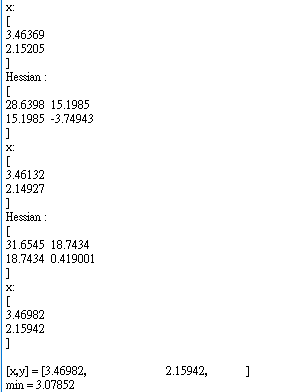 x:
[
3.46369
2.15205
]
Hessian :
[
28.6398 15.1985
15.1985 -3.74943
]
x:
[
3.46132
2.14927
]
Hessian :
[
31.6545 18.7434
18.7434 0.419001
]
x:
[
3.46982
2.15942
]
[x,y] = [3.46982, 2.15942, ]
min = 3.07852